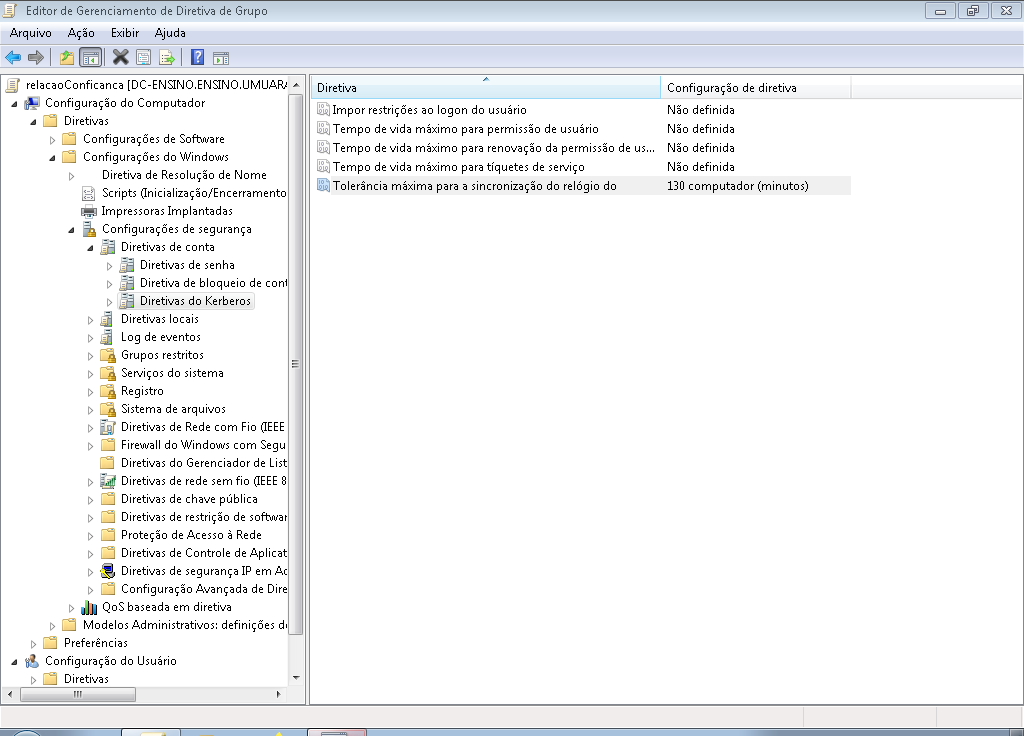 Editor de Gerenciamento de Diretiva de Grupo
Arquivo Ação Exibir Ajuda
relacaoConficanca [DC-ENSINO.ENSINO.UMUARA
Configuração do Computador
Diretivas
Configurações de Software
Configurações do Windows
Diretiva de Resolução de Nome
Scripts (Inicialização/Encerramento
Impressoras Implantadas
Configurações de segurança
Diretivas de conta
Diretivas de senha
Diretiva de bloqueio de cont
Diretivas do Kerberos
Diretivas locais
Log de eventos
Grupos restritos
Serviços do sistema
Registro
Sistema de arquivos
Diretivas de Rede com Fio (IEEE
Firewall do Windows com Segu
Diretivas do Gerenciador de List
Diretivas de rede sem fio (IEEE 8
Diretivas de chave pública
Diretivas de restrição de softwar
Proteção de Acesso à Rede
Diretivas de Controle de Aplicat
Diretivas de segurança IP em Ac
Configuração Avançada de Dire
QoS baseada em diretiva
Modelos Administrativos: definições de
Preferências
Configuração do Usuário
Diretivas
Diretiva Configuração de diretiva
Impor restrições ao logon do usuário Não definida
Tempo de vida máximo para permissão de usuário Não definida
Tempo de vida máximo para renovação da permissão de us... Não definida
Tempo de vida máximo para tíquetes de serviço Não definida
Tolerância máxima para a sincronização do relógio do 130 computador (minutos)